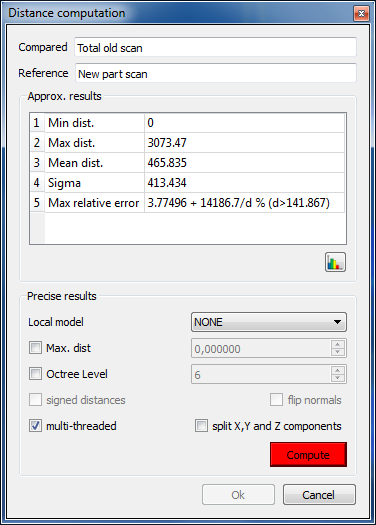 Distance computation
Compared Total old scan
Reference New part scan
Approx. results
1 Min dist. 0
2 Max dist. 3073.47
3 Mean dist. 465.835
4 Sigma 413.434
5 Max relative error 3.77496 + 14186.7/d % (d>141.867)
Precise results
Local model NONE
Max. dist 0,000000
Octree Level 6
signed distances flip normals
multi-threaded split X,Y and Z components
Compute
Ok Cancel